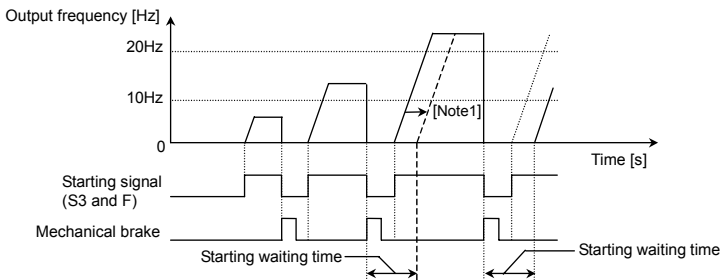 Output frequency [Hz]
20Hz
10Hz
[Note1]
0
Time [s]
Starting signal
(S3 and F)
Mechanical brake
Starting waiting time
Starting waiting time